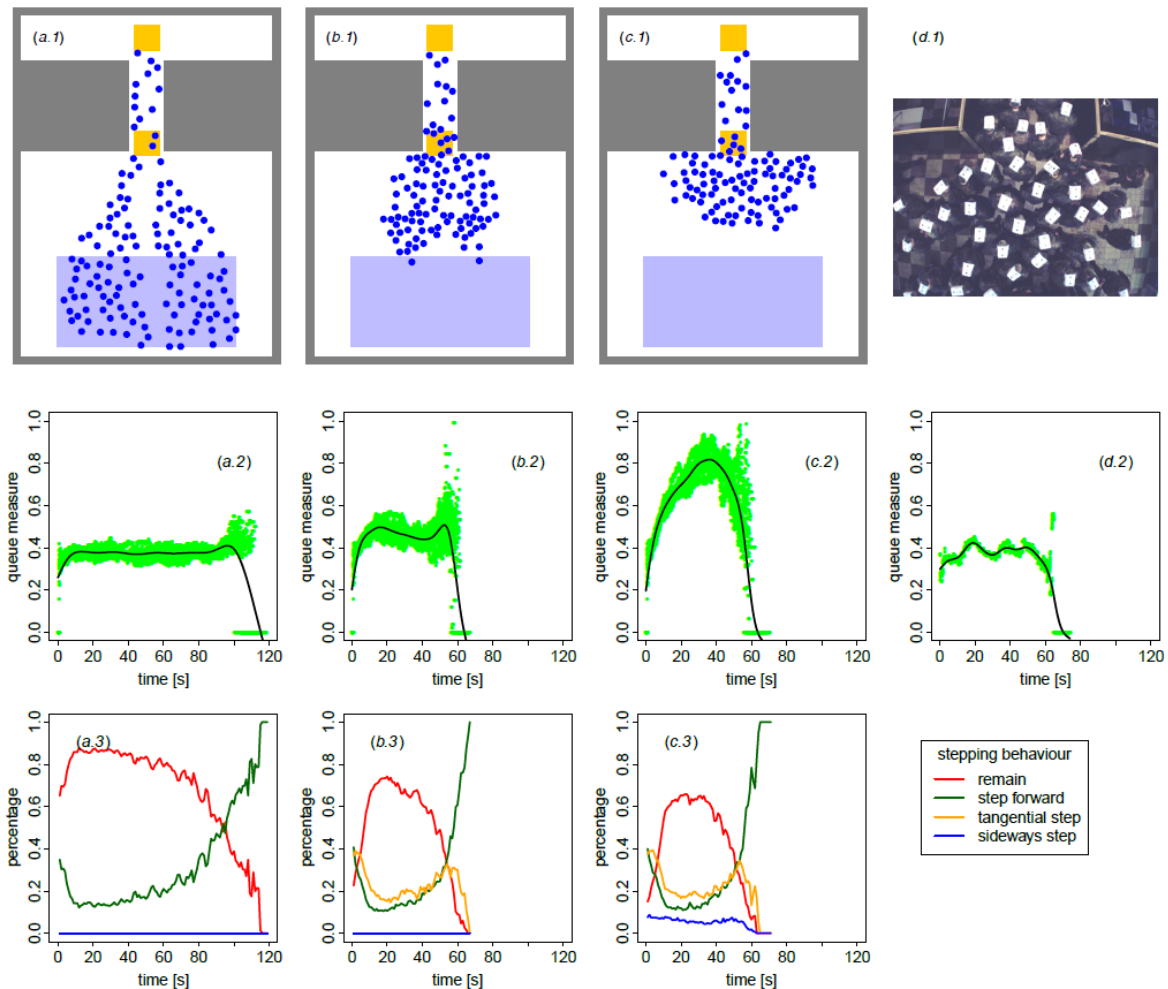 (a.1)
(b.1)
(c.1)
(d.1)
queue measure
0.0 0.2 0.4 0.6 0.8 1.0
(a.2)
0 20 40 60 80 120
time [s]
queue measure
0.0 0.2 0.4 0.6 0.8 1.0
(b.2)
0 20 40 60 80 120
time [s]
queue measure
0.0 0.2 0.4 0.6 0.8 1.0
(c.2)
0 20 40 60 80 120
time [s]
queue measure
0.0 0.2 0.4 0.6 0.8 1.0
(d.2)
0 20 40 60 80 120
time [s]
percentage
0.0 0.2 0.4 0.6 0.8 1.0
(a.3)
0 20 40 60 80 120
time [s]
percentage
0.0 0.2 0.4 0.6 0.8 1.0
(b.3)
0 20 40 60 80 120
time [s]
percentage
0.0 0.2 0.4 0.6 0.8 1.0
(c.3)
0 20 40 60 80 120
time [s]
stepping behaviour
remain
step forward
tangential step
sideways step